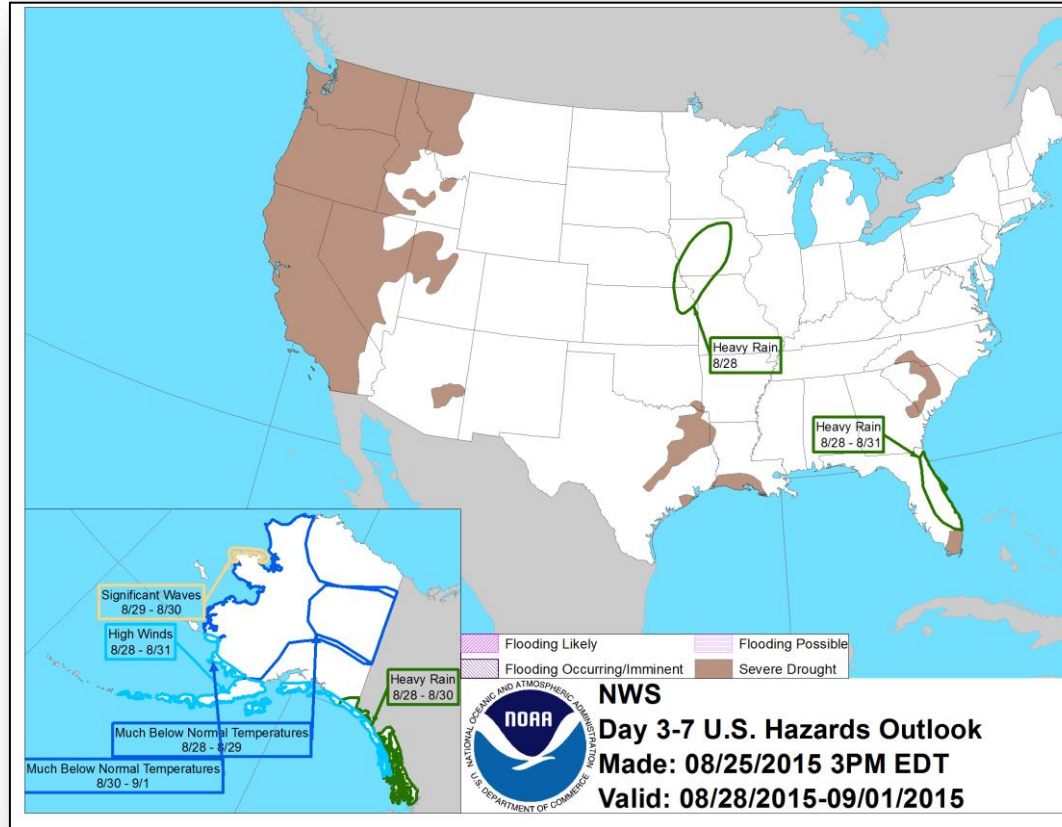 Heavy Rain
8/28
Heavy Rain
8/28 - 8/31
Significant Waves
8/29 - 8/30
High Winds
8/28 - 8/31
Heavy Rain
8/28 - 8/30
Much Below Normal Temperatures
8/28 - 8/29
Much Below Normal Temperatures
8/30 - 9/1
Flooding Likely
Flooding Possible
Flooding Occurring/Imminent
Severe Drought
NATIONAL OCEANIC AND ATMOSPHERIC ADMINISTRATION
NOAA
U.S. DEPARTMENT OF COMMERCE
NWS
Day 3-7 U.S. Hazards Outlook
Made: 08/25/2015 3PM EDT
Valid: 08/28/2015-09/01/2015